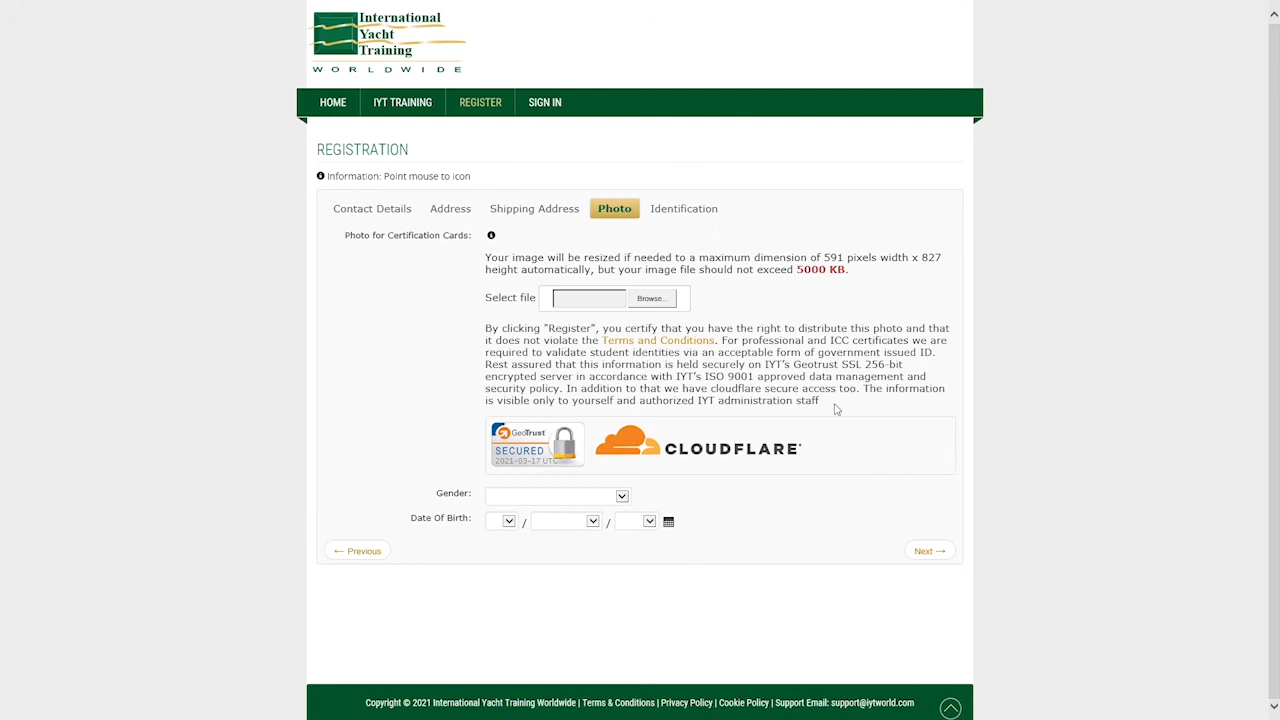 International
Yacht
Training
WORLDWIDE
HOME IYT TRAINING REGISTER SIGN IN
REGISTRATION
Information: Point mouse to icon
Contact Details Address Shipping Address Photo Identification
Photo for Certification Cards:
Your image will be resized if needed to a maximum dimension of 591 pixels width x 827
height automatically, but your image file should not exceed 5000 KB.
Select file Browse...
By clicking "Register", you certify that you have the right to distribute this photo and that
it does not violate the Terms and Conditions. For professional and ICC certificates we are
required to validate student identities via an acceptable form of government issued ID.
Rest assured that this information is held securely on IYT's Geotrust SSL 256-bit
encrypted server in accordance with IYT's ISO 9001 approved data management and
security policy. In addition to that we have cloudflare secure access too. The information
is visible only to yourself and authorized IYT administration staff
GeoTrust
SECURED
2021-03-17 UTC
CLOUDFLARE
Gender:
Date Of Birth: / /
← Previous Next →
Copyright © 2021 International Yacht Training Worldwide | Terms & Conditions | Privacy Policy | Cookie Policy | Support Email: support@iytworld.com